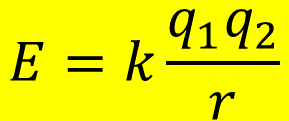 E = k q₁q₂/r